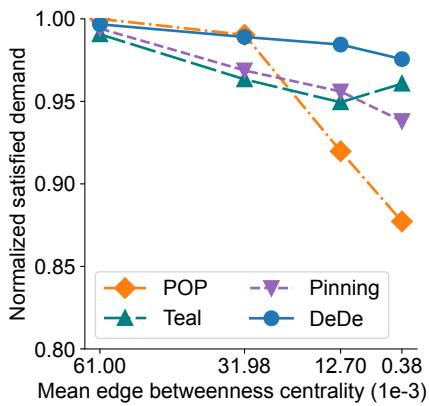 Normalized satisfied demand
1.00
0.95
0.90
0.85
0.80
POP
Pinning
Teal
DeDe
61.00 31.98 12.70 0.38
Mean edge betweenness centrality (1e-3)